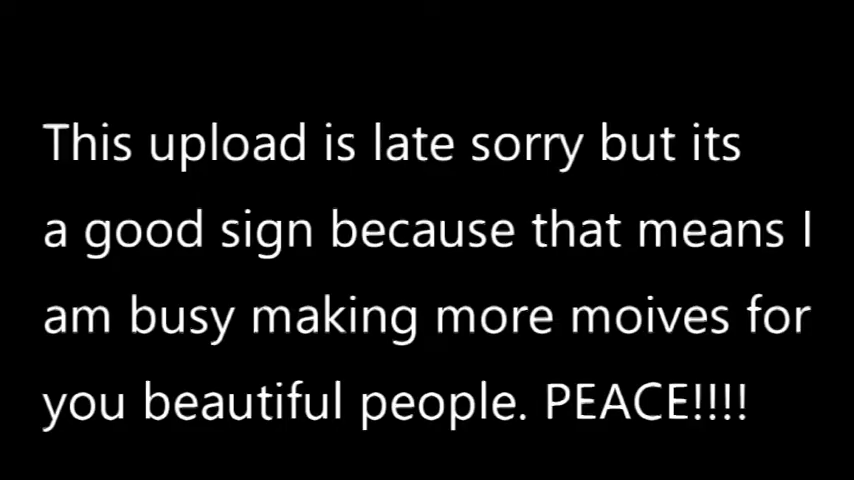 This upload is late sorry but its
a good sign because that means I
am busy making more moives for
you beautiful people. PEACE!!!!